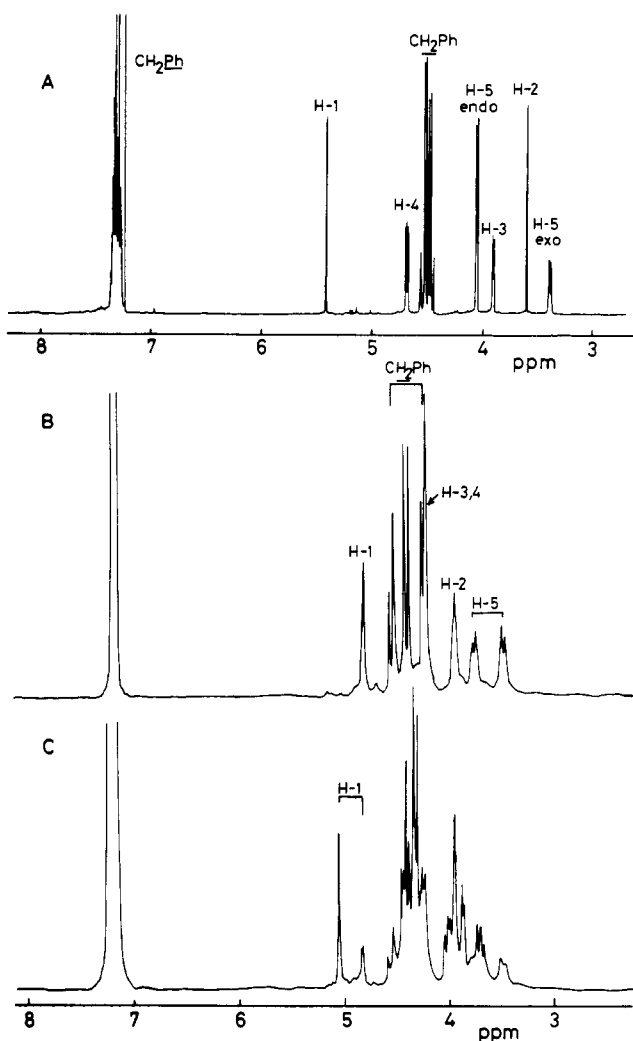 A
CH₂Ph
CH₂Ph
H-1
H-4
H-5
endo
H-2
H-3
H-5
exo
8 7 6 5 4 3
ppm
B
CH₂Ph
H-3,4
H-1
H-2
H-5
C
H-1
8 7 6 5 4 3
ppm